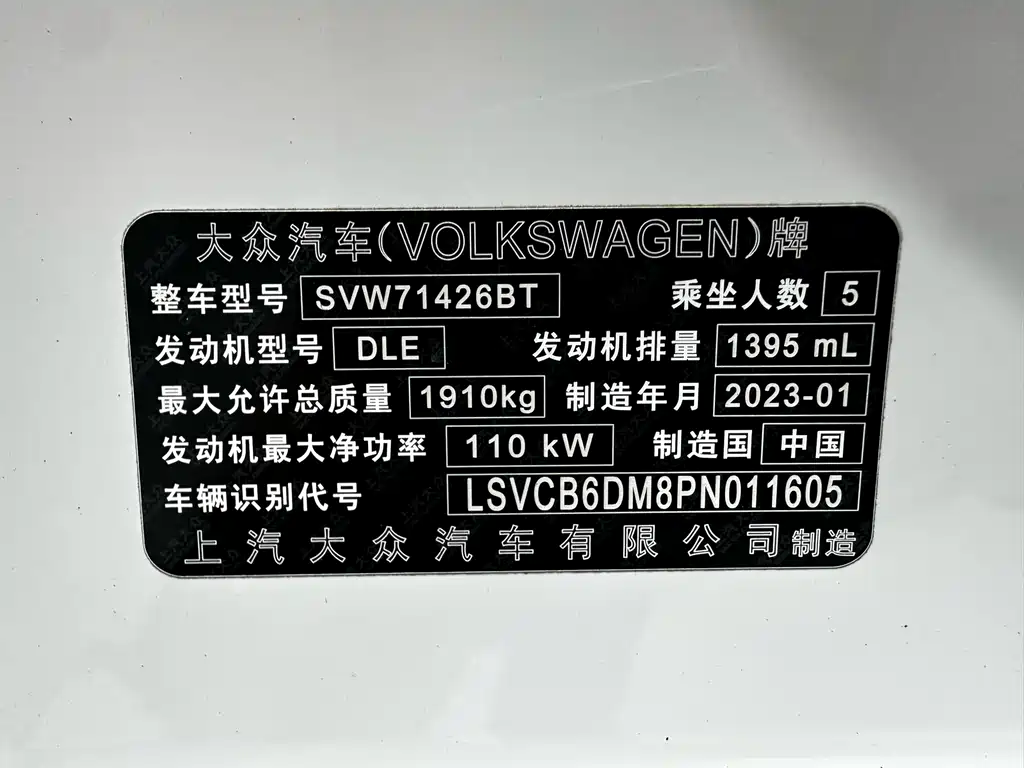 大众汽车(VOLKSWAGEN)牌
整车型号 SVW71426BT 乘坐人数 5
发动机型号 DLE 发动机排量 1395 mL
最大允许总质量 1910kg 制造年月 2023-01
发动机最大净功率 110 kW 制造国 中国
车辆识别代号 LSVCB6DM8PN011605
上汽大众汽车有限公司制造